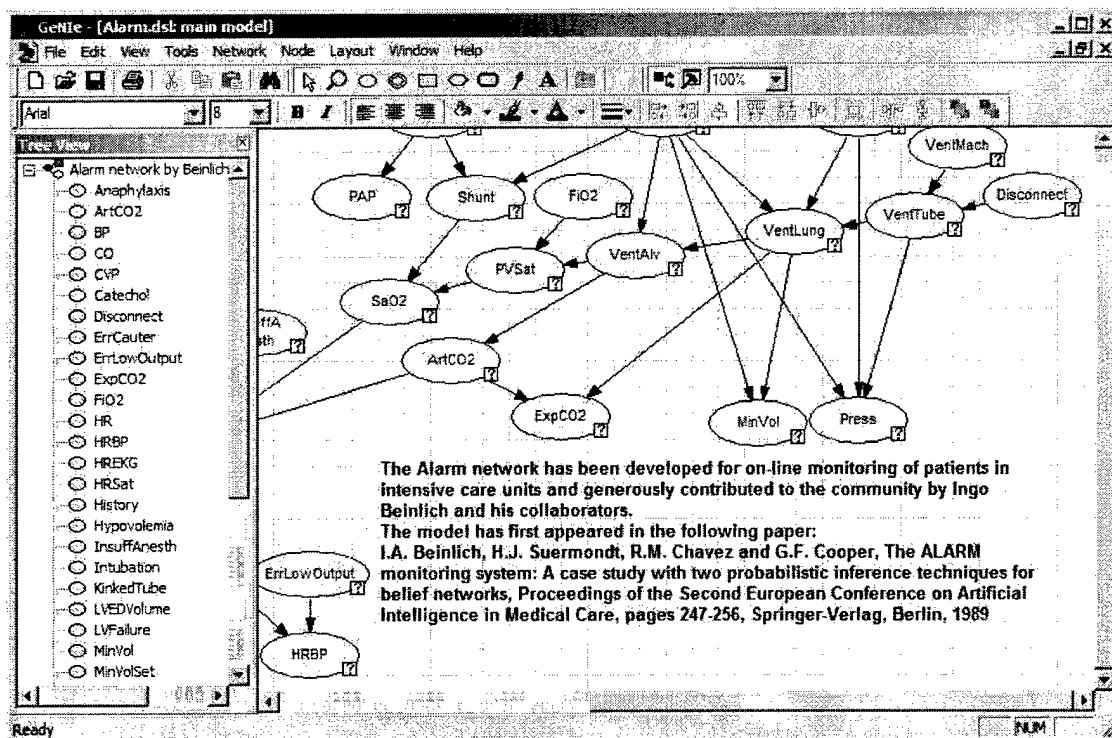 GeNIe - [Alarm.dsl: main model]
File Edit View Tools Network Node Layout Window Help
A 100%
Arial 8 B I A
Tree View
Alarm network by Beinlich
Anaphylaxis
ArtCO2
BP
CO
CVP
Catechol
Disconnect
ErrCauter
ErrLowOutput
ExpCO2
FiO2
HR
HRBP
HREKG
HRSat
History
Hypovolemia
InsuffAnesth
Intubation
KinkedTube
LVEDVolume
LVFailure
MinVol
MinVolSet
VentMach ?
PAP ?
Shunt ?
FiO2 ?
Disconnect ?
VentTube ?
VentLung ?
VentAlv ?
PVSat ?
SaO2 ?
uffA
sth ?
ArtCO2 ?
ExpCO2 ?
MinVol ?
Press ?
The Alarm network has been developed for on-line monitoring of patients in
intensive care units and generously contributed to the community by Ingo
Beinlich and his collaborators.
The model has first appeared in the following paper:
I.A. Beinlich, H.J. Suermondt, R.M. Chavez and G.F. Cooper, The ALARM
monitoring system: A case study with two probabilistic inference techniques for
belief networks, Proceedings of the Second European Conference on Artificial
Intelligence in Medical Care, pages 247-256, Springer-Verlag, Berlin, 1989
ErrLowOutput ?
HRBP ?
Ready NUM